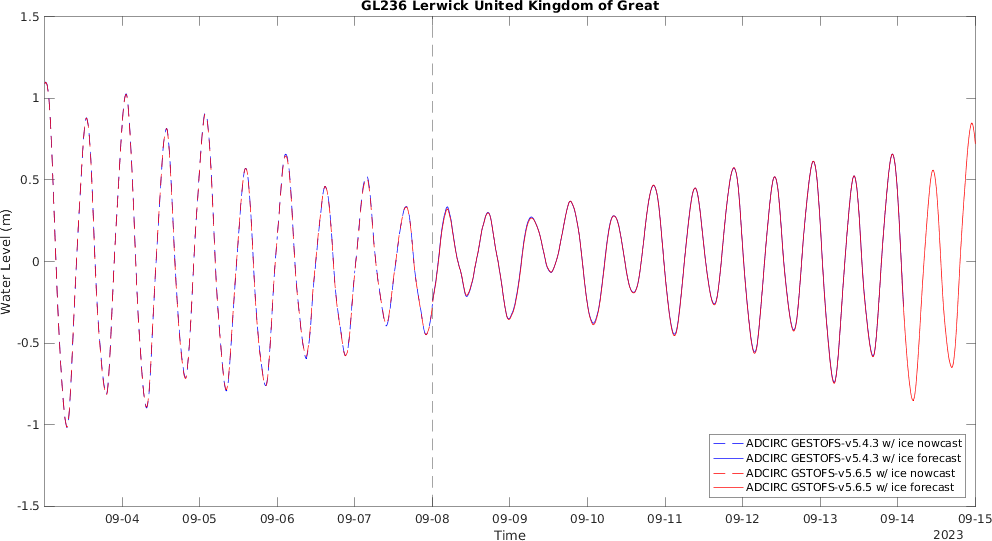 GL236 Lerwick United Kingdom of Great
1.5
1
0.5
0
-0.5
-1
-1.5
Water Level (m)
ADCIRC GESTOFS-v5.4.3 w/ ice nowcast
ADCIRC GESTOFS-v5.4.3 w/ ice forecast
ADCIRC GSTOFS-v5.6.5 w/ ice nowcast
ADCIRC GSTOFS-v5.6.5 w/ ice forecast
09-04 09-05 09-06 09-07 09-08 09-09 09-10 09-11 09-12 09-13 09-14 09-15
Time
2023